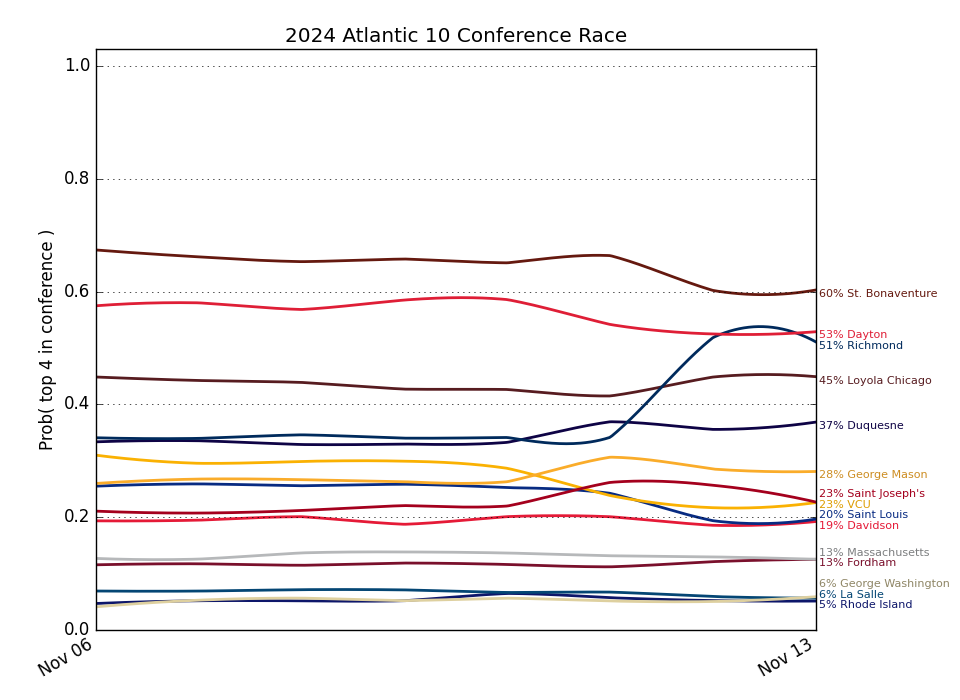 2024 Atlantic 10 Conference Race
Prob( top 4 in conference )
1.0
0.8
0.6
0.4
0.2
0.0
Nov 06
Nov 13
60% St. Bonaventure
53% Dayton
51% Richmond
45% Loyola Chicago
37% Duquesne
28% George Mason
23% Saint Joseph's
23% VCU
20% Saint Louis
19% Davidson
13% Massachusetts
13% Fordham
6% George Washington
6% La Salle
5% Rhode Island